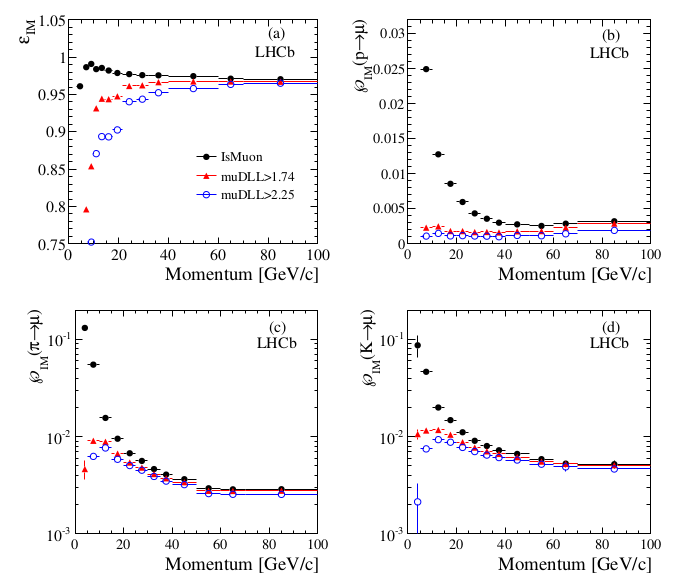 1.05
1
0.95
0.9
0.85
0.8
0.75
ε_IM
(a)
LHCb
IsMuon
muDLL>1.74
muDLL>2.25
0 20 40 60 80 100
Momentum [GeV/c]
0.03
0.025
0.02
0.015
0.01
0.005
0
℘_IM(p→μ)
(b)
LHCb
0 20 40 60 80 100
Momentum [GeV/c]
10^-1
10^-2
10^-3
℘_IM(π→μ)
(c)
LHCb
0 20 40 60 80 100
Momentum [GeV/c]
10^-1
10^-2
10^-3
℘_IM(K→μ)
(d)
LHCb
0 20 40 60 80 100
Momentum [GeV/c]